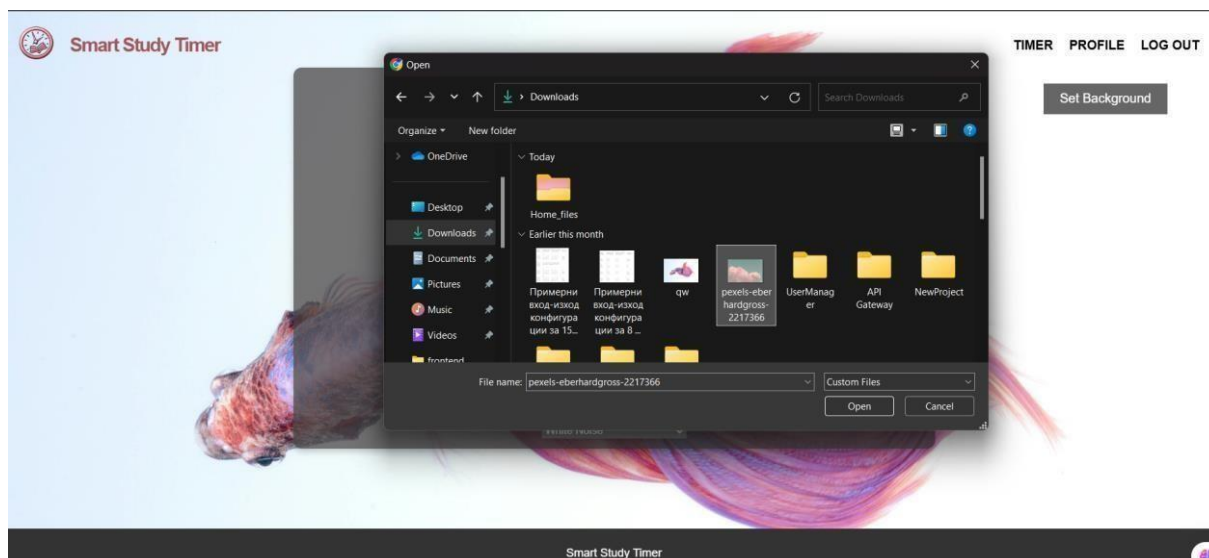 Smart Study Timer
TIMER PROFILE LOG OUT
Set Background
Open
Downloads
Search Downloads
Organize New folder
OneDrive
Desktop
Downloads
Documents
Pictures
Music
Videos
frontend
Today
Home_files
Earlier this month
Примерни
вход-изход
конфигура
ции за 15...
Примерни
вход-изход
конфигура
ции за 8 ...
qw
pexels-eber
hardgross-
2217366
UserManag
er
API
Gateway
NewProject
File name: pexels-eberhardgross-2217366
Custom Files
Open Cancel
White Noise
Smart Study Timer